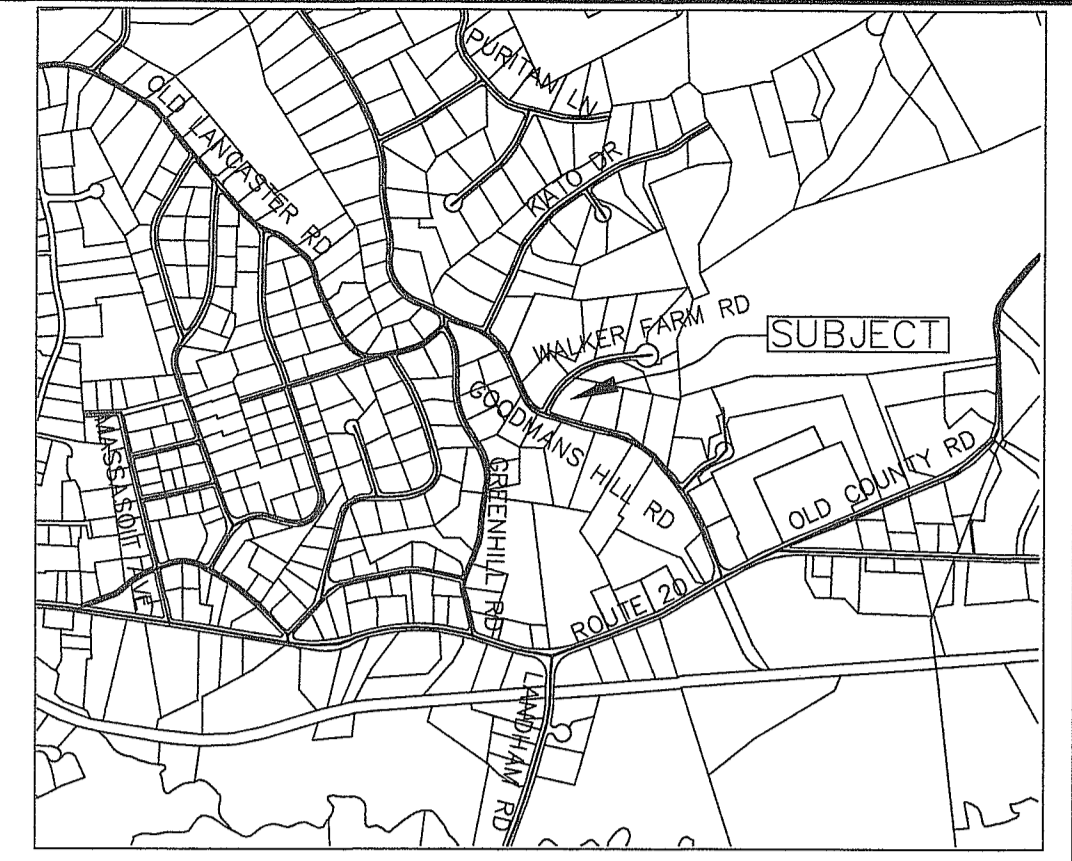 PURITAN LN
OLD LANCASTER RD
KATO DR
WALKER FARM RD
SUBJECT
GOODMANS HILL RD
MASSASOIT AVE
GREENHILL RD
OLD COUNTY RD
ROUTE 20
LANDHAM RD